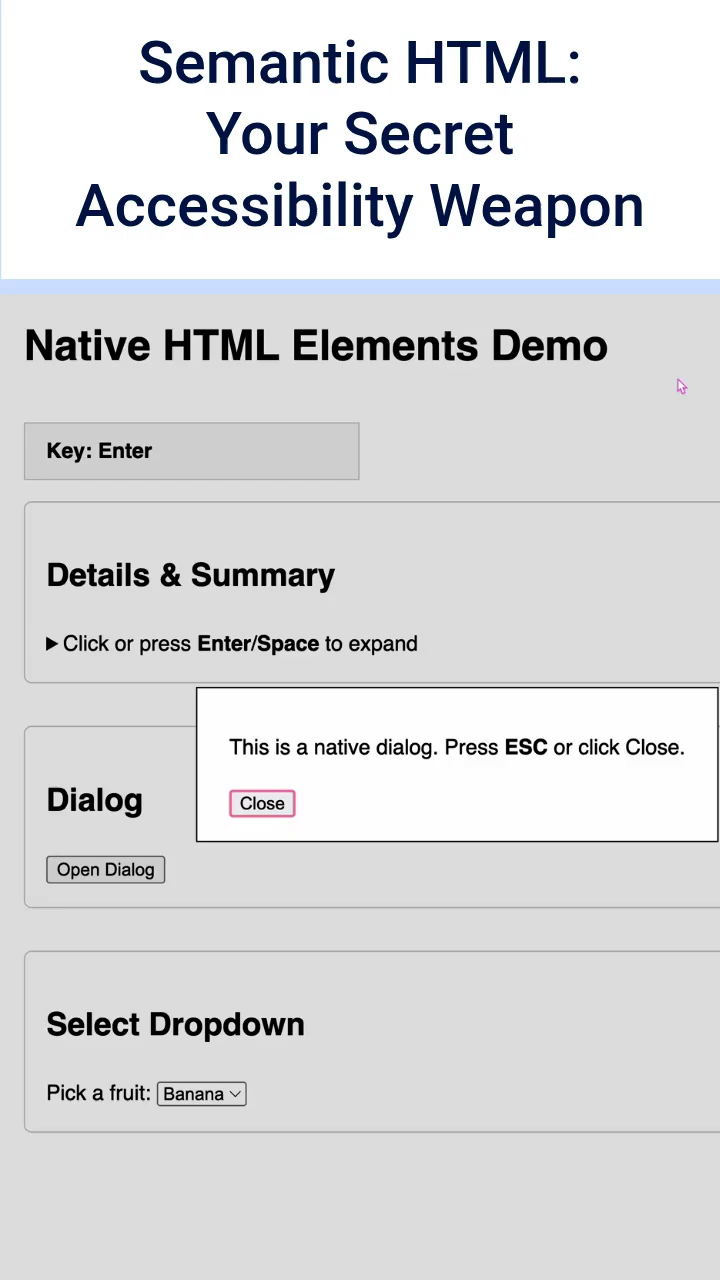 Semantic HTML:
Your Secret
Accessibility Weapon
Native HTML Elements Demo
Key: Enter
Details & Summary
Click or press Enter/Space to expand
This is a native dialog. Press ESC or click Close.
Close
Dialog
Open Dialog
Select Dropdown
Pick a fruit: Banana